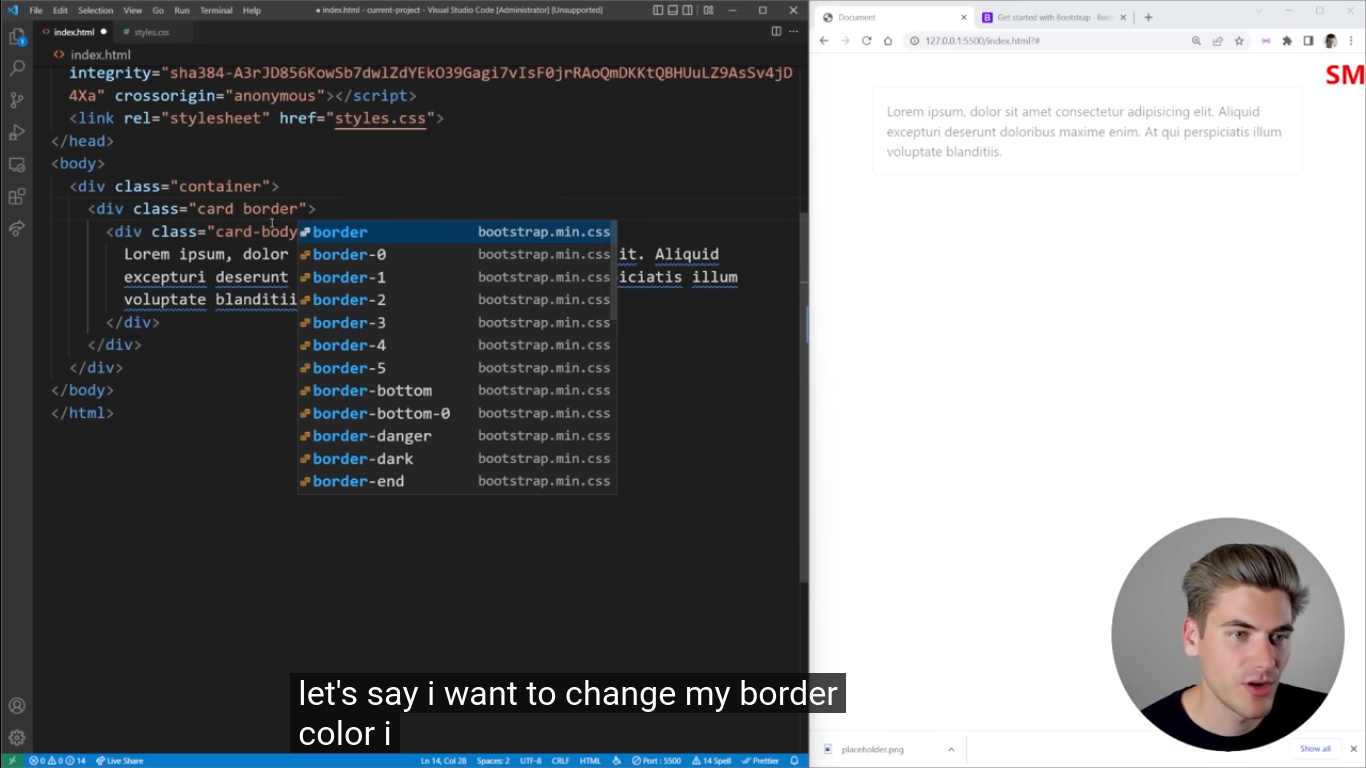 File Edit Selection View Go Run Terminal Help
● index.html - current-project - Visual Studio Code [Administrator] [Unsupported]
index.html
styles.css
index.html
integrity="sha384-A3rJD856KowSb7dwlZdYEkO39Gagi7vIsF0jrRAoQmDKKtQBHUuLZ9AsSv4jD
4Xa" crossorigin="anonymous"></script>
<link rel="stylesheet" href="styles.css">
</head>
<body>
<div class="container">
<div class="card border">
<div class="card-body
Lorem ipsum, dolor it. Aliquid
excepturi deserunt iciatis illum
voluptate blanditii
</div>
</div>
</div>
</body>
</html>
border bootstrap.min.css
border-0 bootstrap.min.css
border-1 bootstrap.min.css
border-2 bootstrap.min.css
border-3 bootstrap.min.css
border-4 bootstrap.min.css
border-5 bootstrap.min.css
border-bottom bootstrap.min.css
border-bottom-0 bootstrap.min.css
border-danger bootstrap.min.css
border-dark bootstrap.min.css
border-end bootstrap.min.css
1
0 0 14 Live Share
Ln 14, Col 28 Spaces: 2 UTF-8 CRLF HTML Port : 5500 14 Spell Prettier
Document
Get started with Bootstrap · Boo
127.0.0.1:5500/index.html?#
SM
Lorem ipsum, dolor sit amet consectetur adipisicing elit. Aliquid
excepturi deserunt doloribus maxime enim. At qui perspiciatis illum
voluptate blanditiis.
placeholder.png
Show all
let's say i want to change my border
color i